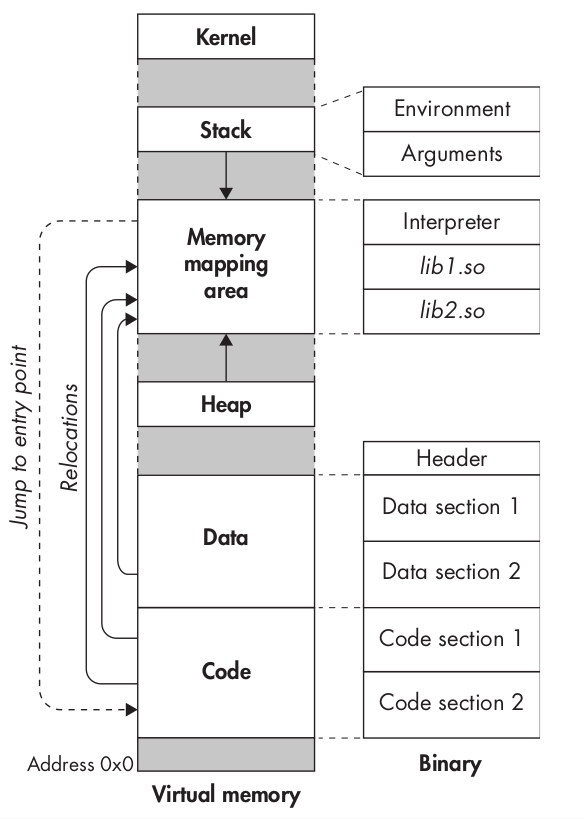 Kernel
Stack
Environment
Arguments
Memory
mapping
area
Interpreter
lib1.so
lib2.so
Jump to entry point
Relocations
Heap
Header
Data
Data section 1
Data section 2
Code
Code section 1
Code section 2
Address 0x0
Virtual memory
Binary